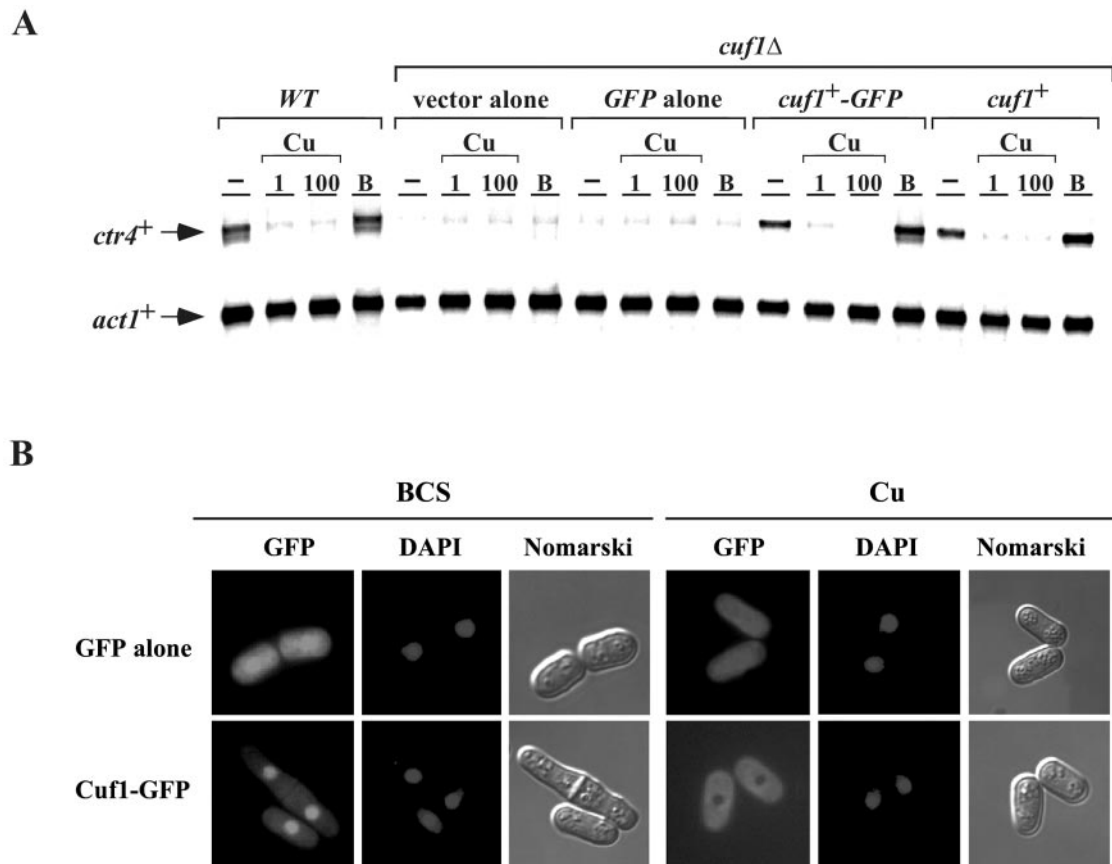 A
cuf1Δ
WT vector alone GFP alone cuf1+-GFP cuf1+
Cu Cu Cu Cu Cu
– 1 100 B – 1 100 B – 1 100 B – 1 100 B – 1 100 B
ctr4+
act1+
B
BCS Cu
GFP DAPI Nomarski GFP DAPI Nomarski
GFP alone
Cuf1-GFP